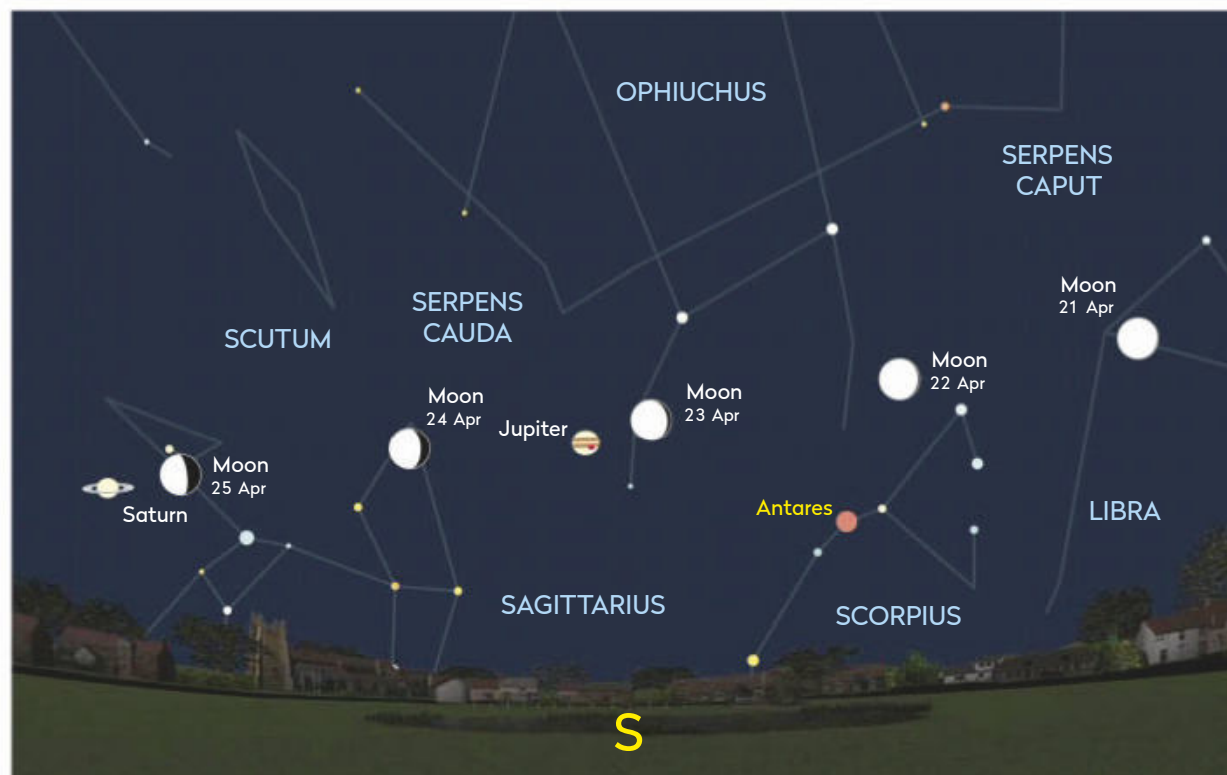 OPHIUCHUS
SERPENS
CAPUT
Moon
21 Apr
SERPENS
CAUDA
SCUTUM
Moon
22 Apr
Moon
23 Apr
Moon
24 Apr
Jupiter
Moon
25 Apr
Saturn
Antares
LIBRA
SAGITTARIUS
SCORPIUS
S